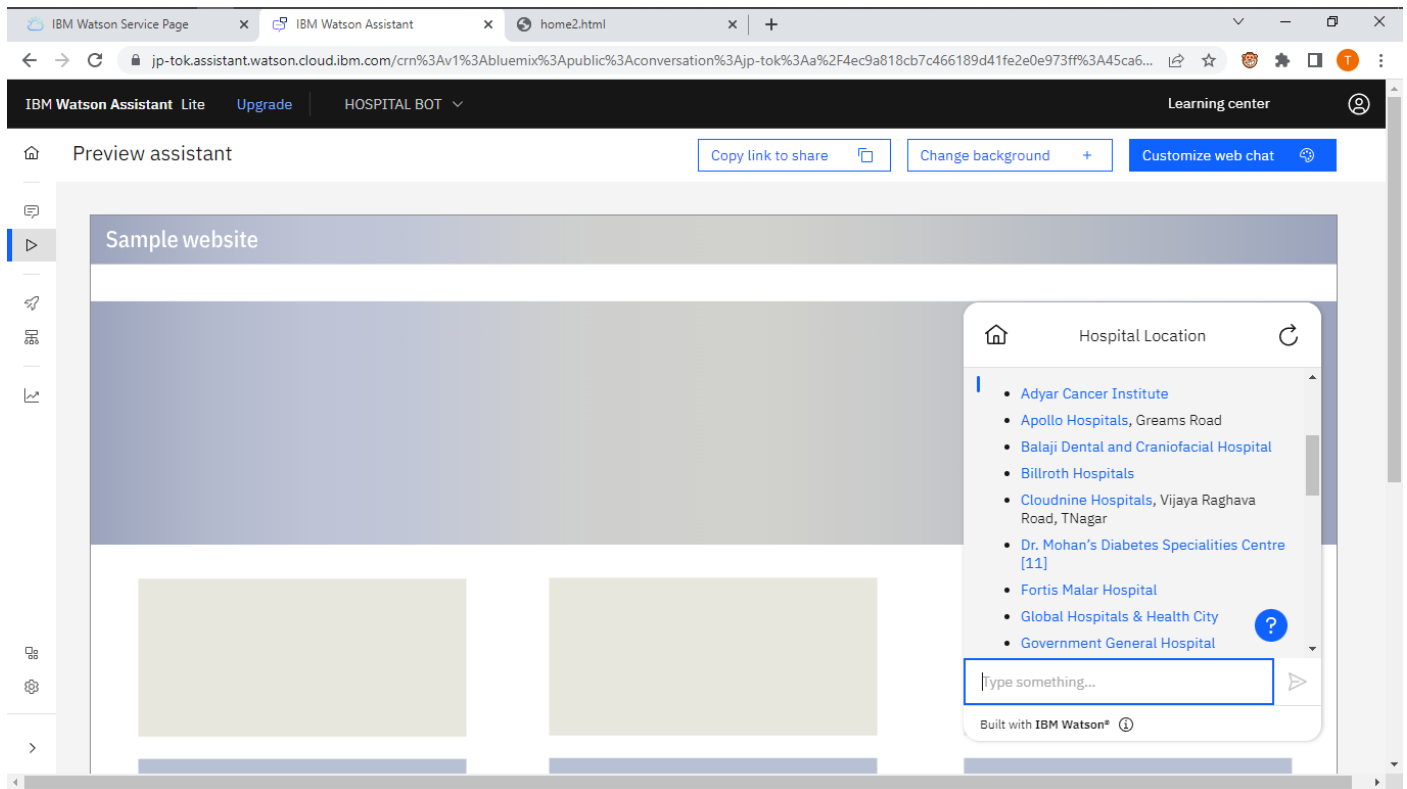 IBM Watson Service Page
IBM Watson Assistant
home2.html
jp-tok.assistant.watson.cloud.ibm.com/crn%3Av1%3Abluemix%3Apublic%3Aconversation%3Ajp-tok%3Aa%2F4ec9a818cb7c466189d41fe2e0e973ff%3A45ca6...
T
IBM Watson Assistant Lite
Upgrade
HOSPITAL BOT
Learning center
Preview assistant
Copy link to share
Change background +
Customize web chat
Sample website
Hospital Location
• Adyar Cancer Institute
• Apollo Hospitals, Greams Road
• Balaji Dental and Craniofacial Hospital
• Billroth Hospitals
• Cloudnine Hospitals, Vijaya Raghava
Road, TNagar
• Dr. Mohan's Diabetes Specialities Centre
[11]
• Fortis Malar Hospital
• Global Hospitals & Health City
?
• Government General Hospital
Type something...
Built with IBM Watson®